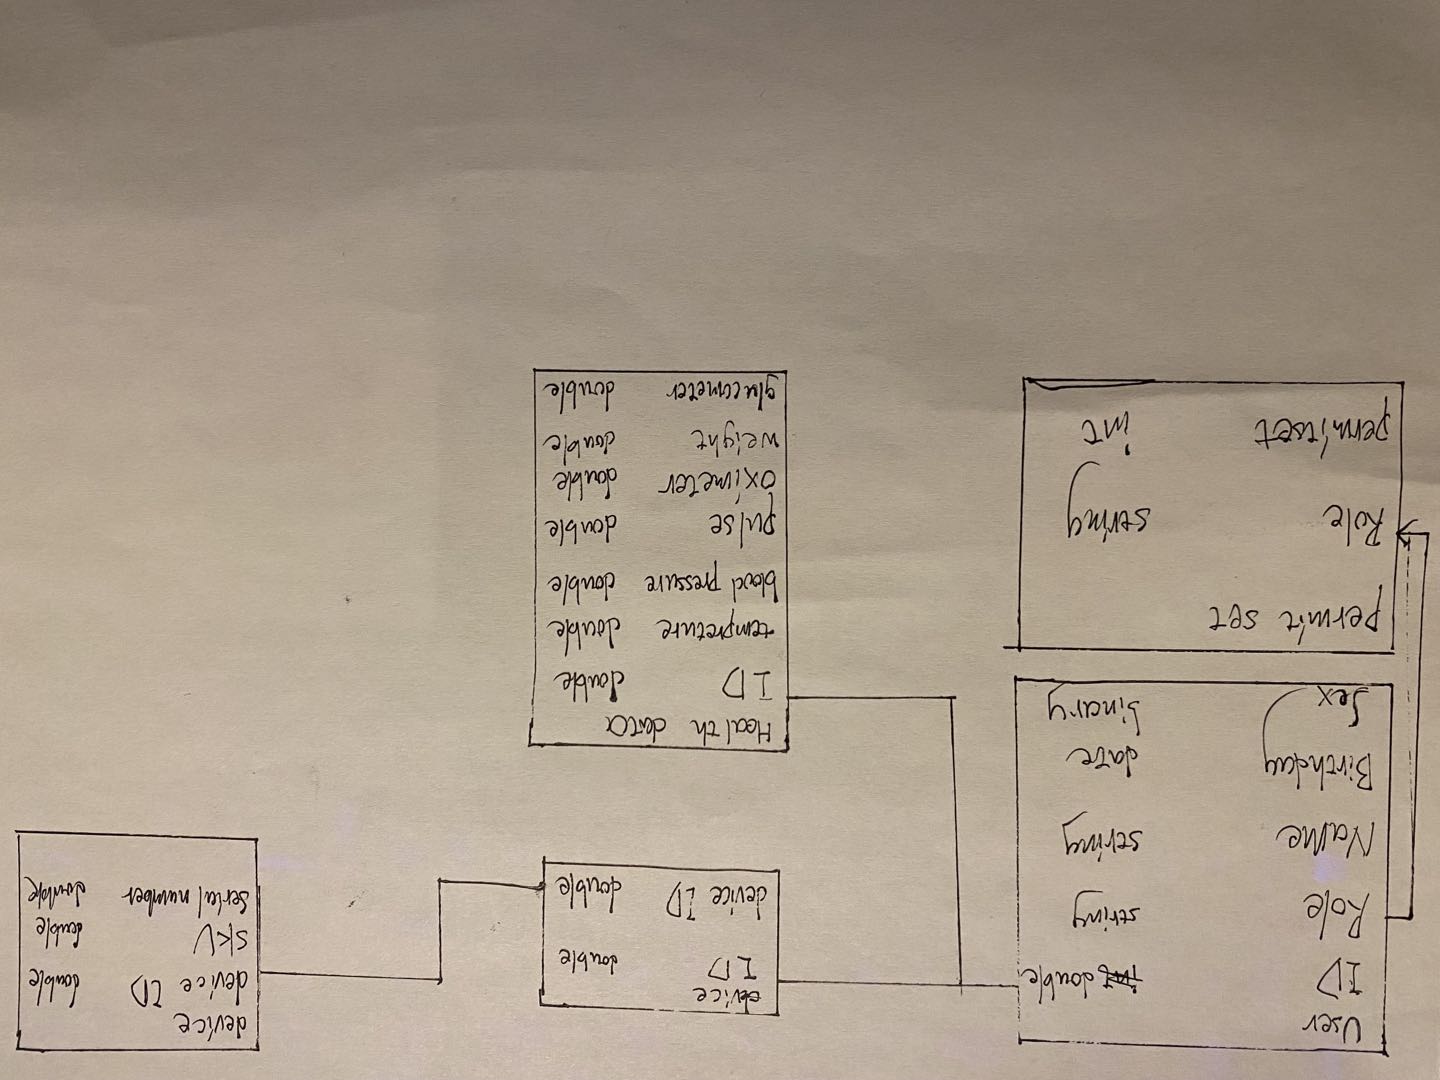 User
ID double
Role string
Name string
Birthday date
Sex binary
permit set
Role string
permitset int
device
ID double
device ID double
Health data
ID double
tempreture double
blood pressure double
pulse double
oximeter double
weight double
glucometer double
device
device ID double
SKU double
Serial number double